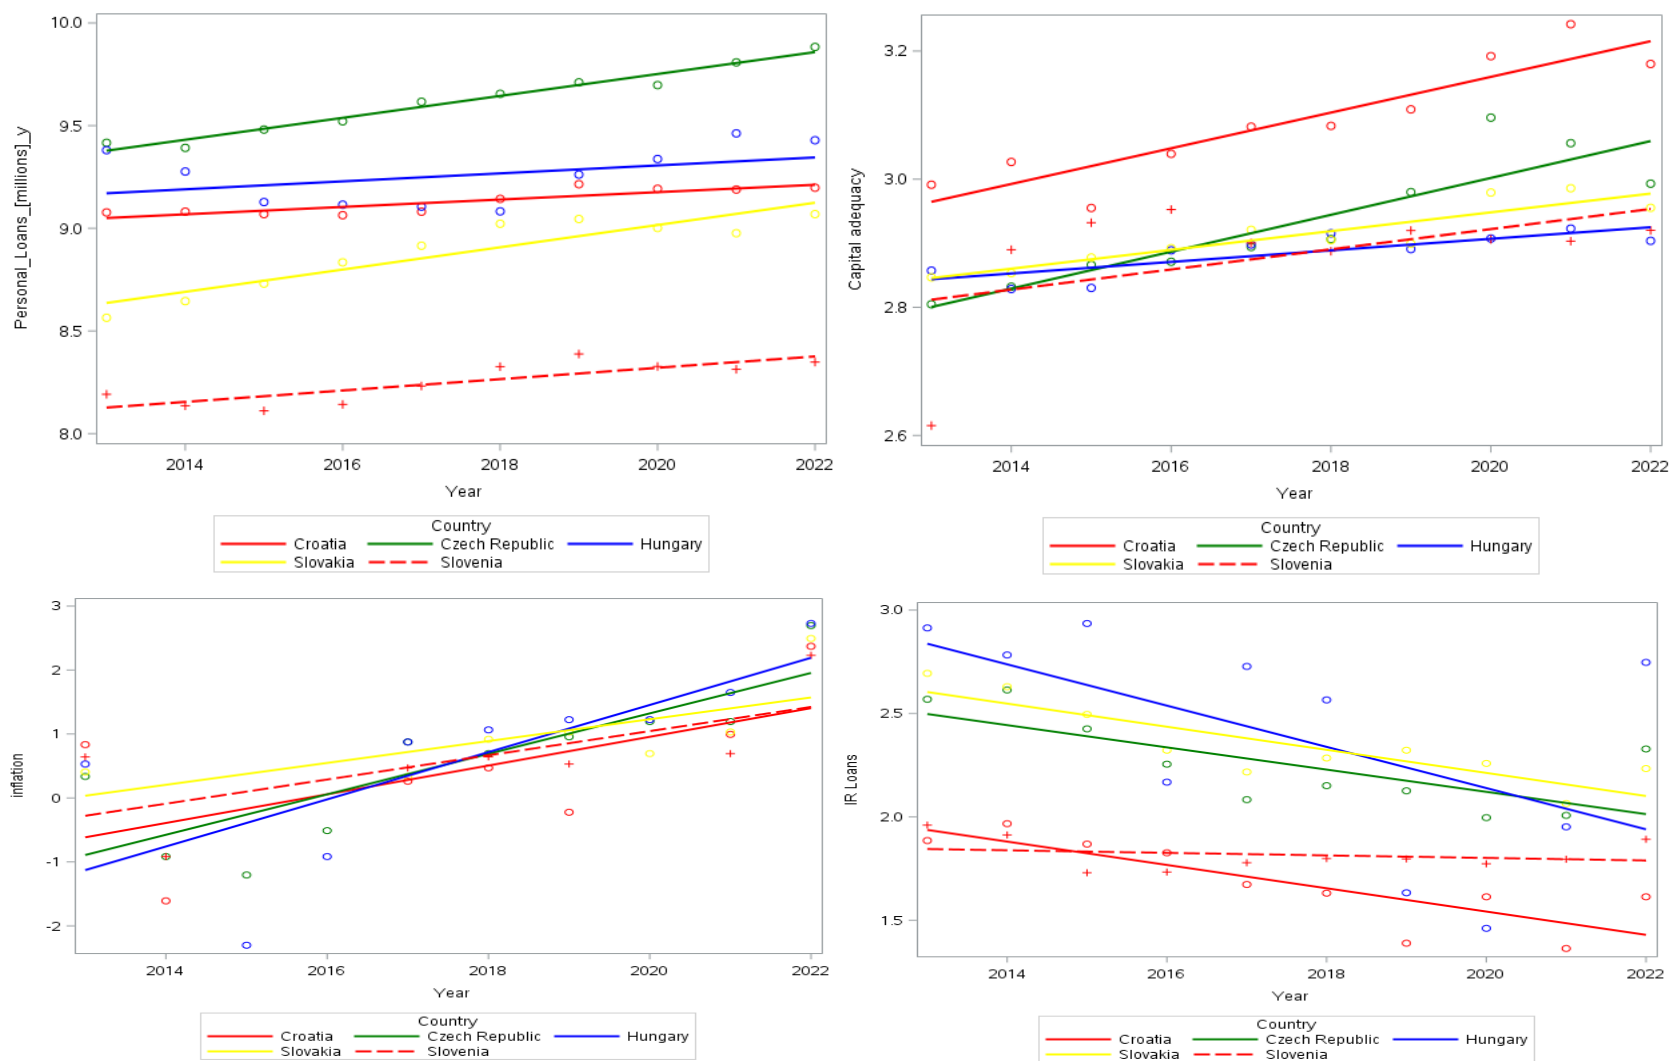 Personal_Loans_[millions]_y
10.0
9.5
9.0
8.5
8.0
2014 2016 2018 2020 2022
Year
Country
Croatia Czech Republic Hungary
Slovakia Slovenia
Capital adequacy
3.2
3.0
2.8
2.6
2014 2016 2018 2020 2022
Year
Country
Croatia Czech Republic Hungary
Slovakia Slovenia
inflation
3
2
1
0
-1
-2
2014 2016 2018 2020 2022
Year
Country
Croatia Czech Republic Hungary
Slovakia Slovenia
IR Loans
3.0
2.5
2.0
1.5
2014 2016 2018 2020 2022
Year
Country
Croatia Czech Republic Hungary
Slovakia Slovenia